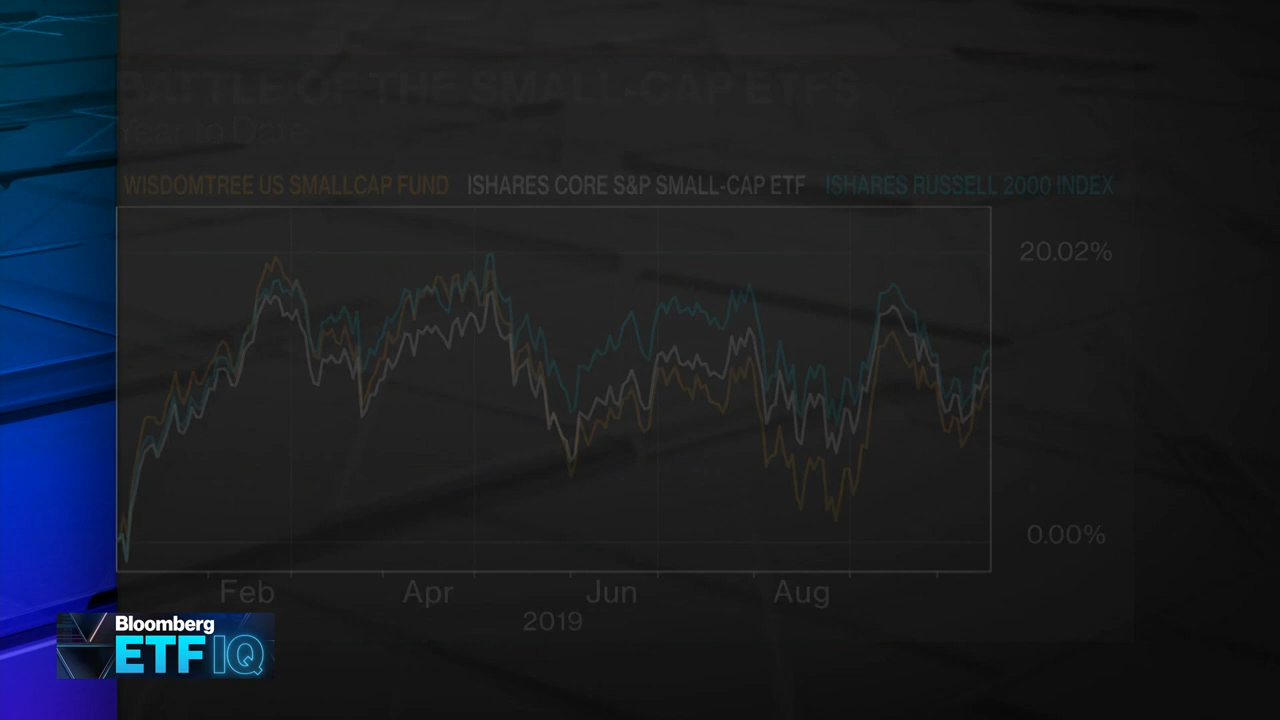 BATTLE OF THE SMALL-CAP ETFS
Year to Date
WISDOMTREE US SMALLCAP FUND ISHARES CORE S&P SMALL-CAP ETF ISHARES RUSSELL 2000 INDEX
20.02%
0.00%
Feb Apr Jun Aug
2019
Bloomberg
ETF IQ